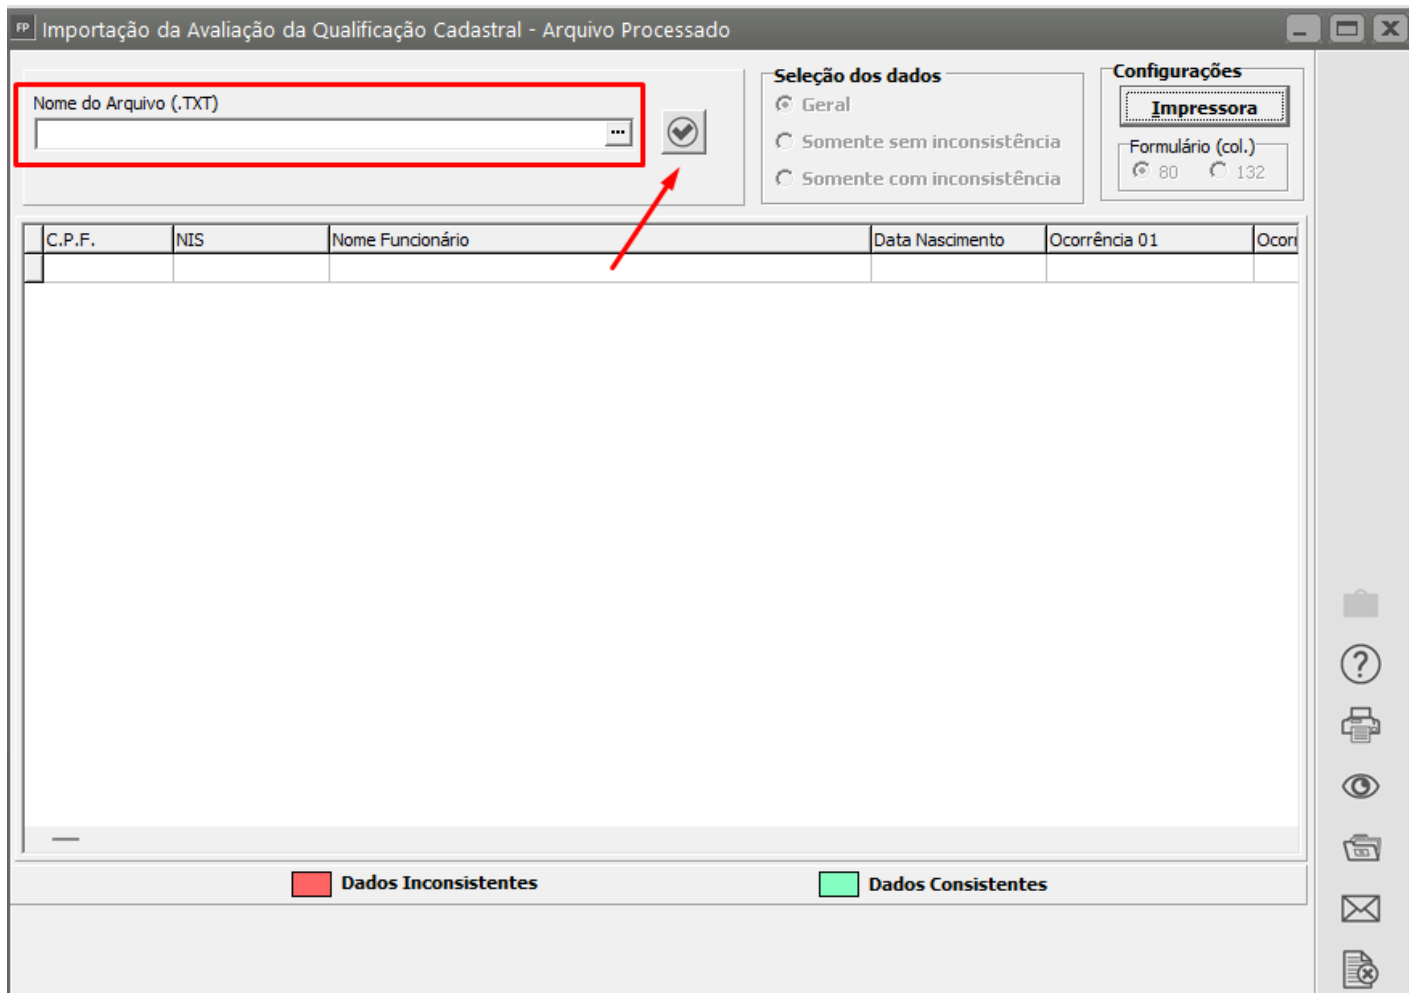 FP Importação da Avaliação da Qualificação Cadastral - Arquivo Processado
Nome do Arquivo (.TXT)
...
Seleção dos dados
Geral
Somente sem inconsistência
Somente com inconsistência
Configurações
Impressora
Formulário (col.)
80 132
C.P.F. NIS Nome Funcionário Data Nascimento Ocorrência 01 Ocorr
Dados Inconsistentes Dados Consistentes